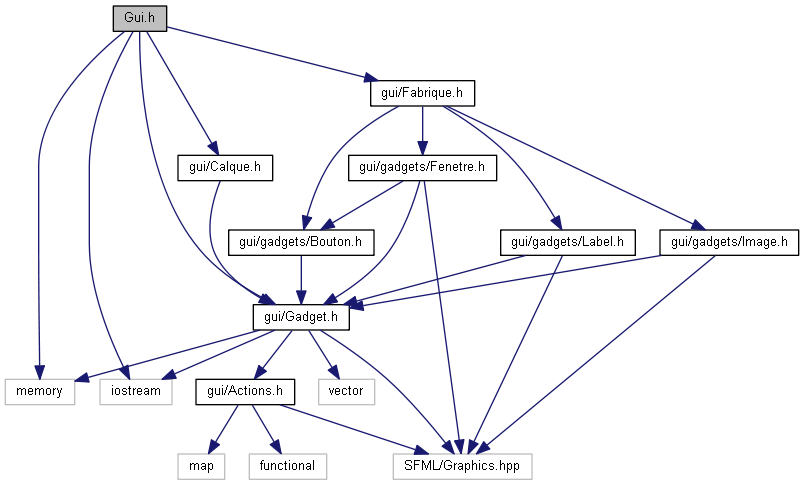 Gui.h
gui/Fabrique.h
gui/Calque.h
gui/gadgets/Fenetre.h
gui/gadgets/Bouton.h
gui/gadgets/Label.h
gui/gadgets/Image.h
gui/Gadget.h
memory
iostream
gui/Actions.h
vector
map
functional
SFML/Graphics.hpp